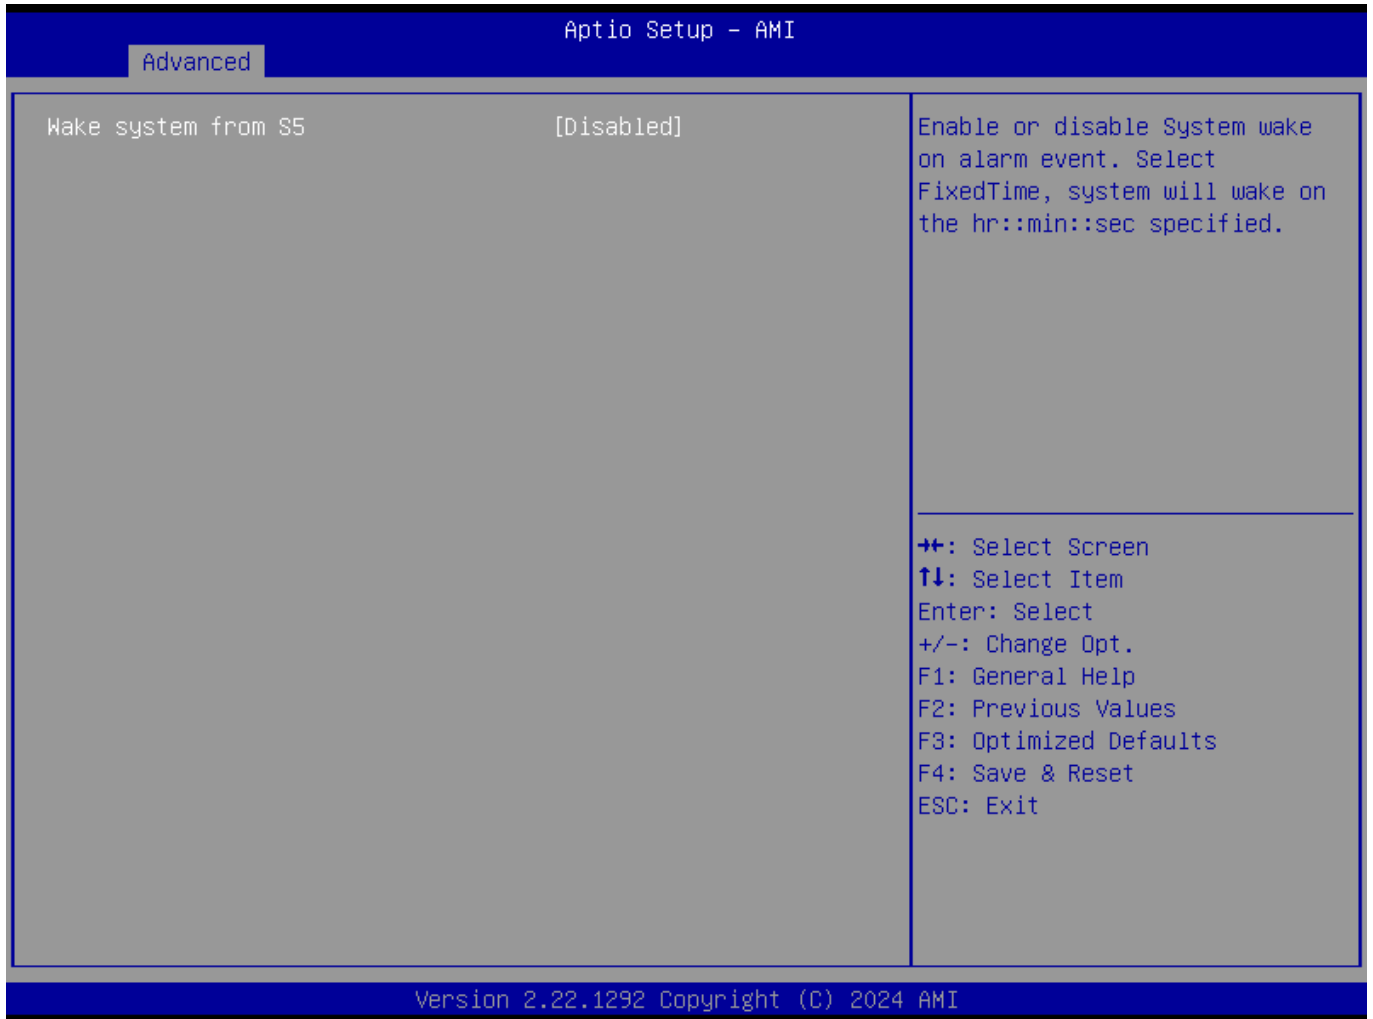 Aptio Setup – AMI
Advanced
Wake system from S5 [Disabled]
Enable or disable System wake
on alarm event. Select
FixedTime, system will wake on
the hr::min::sec specified.
→←: Select Screen
↑↓: Select Item
Enter: Select
+/-: Change Opt.
F1: General Help
F2: Previous Values
F3: Optimized Defaults
F4: Save & Reset
ESC: Exit
Version 2.22.1292 Copyright (C) 2024 AMI